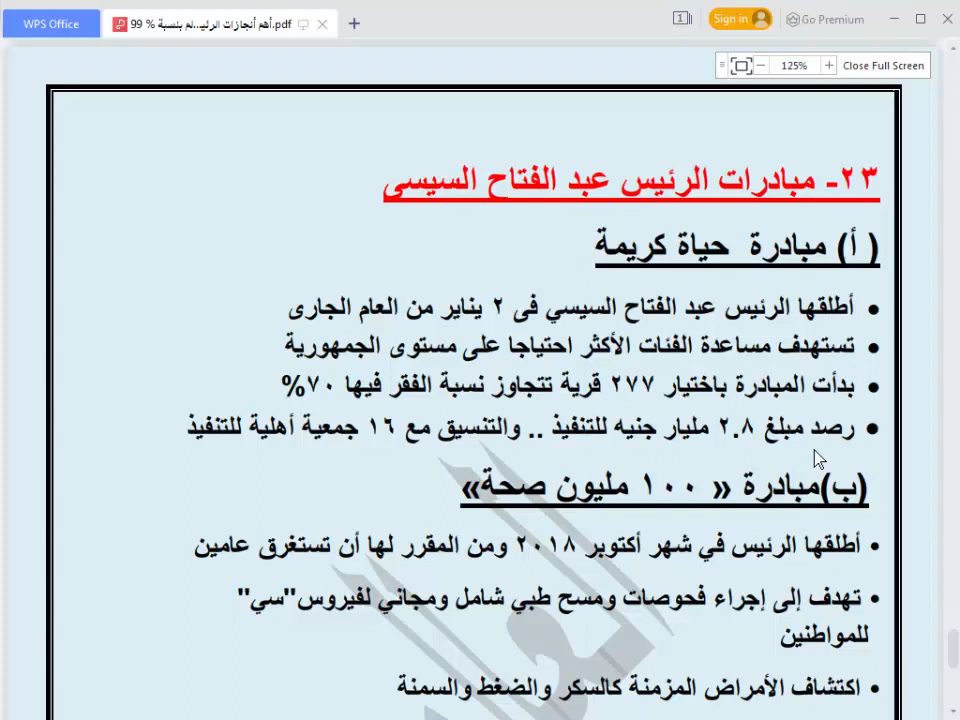 WPS Office
أهم أنجازات الرئيـ...لم بنسبة % 99.pdf
1
Sign in
Go Premium
125%
Close Full Screen
٢٣- مبادرات الرئيس عبد الفتاح السيسى
( أ) مبادرة حياة كريمة
أطلقها الرئيس عبد الفتاح السيسي فى ٢ يناير من العام الجارى
تستهدف مساعدة الفئات الأكثر احتياجا على مستوى الجمهورية
بدأت المبادرة باختيار ٢٧٧ قرية تتجاوز نسبة الفقر فيها ٧٠%
رصد مبلغ ٢.٨ مليار جنيه للتنفيذ .. والتنسيق مع ١٦ جمعية أهلية للتنفيذ
(ب)مبادرة « ١٠٠ مليون صحة»
أطلقها الرئيس في شهر أكتوبر ٢٠١٨ ومن المقرر لها أن تستغرق عامين
تهدف إلى إجراء فحوصات ومسح طبي شامل ومجاني لفيروس"سي"
للمواطنين
اكتشاف الأمراض المزمنة كالسكر والضغط والسمنة